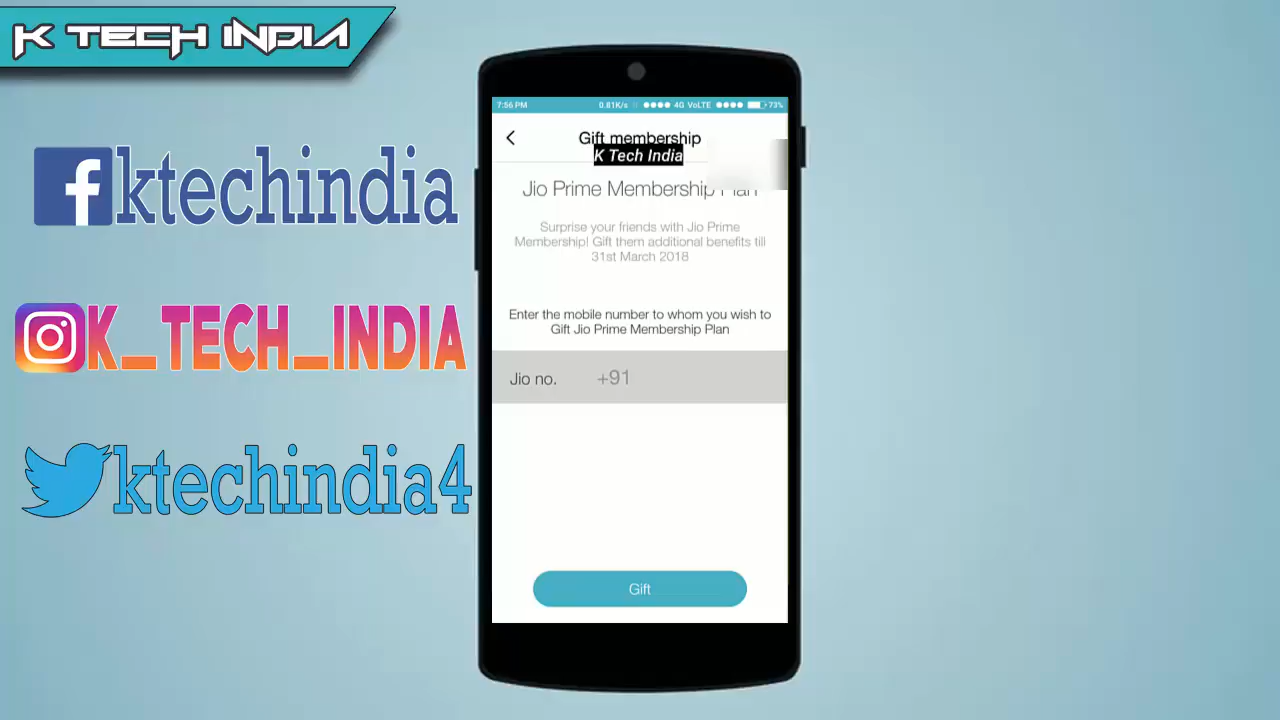 K TECH INDIA
ktechindia
K_TECH_INDIA
ktechindia4
7:56 PM 0.81K/s 4G VoLTE 73%
Gift membership
K Tech India
Jio Prime Membership Plan
Surprise your friends with Jio Prime
Membership! Gift them additional benefits till
31st March 2018
Enter the mobile number to whom you wish to
Gift Jio Prime Membership Plan
Jio no. +91
Gift